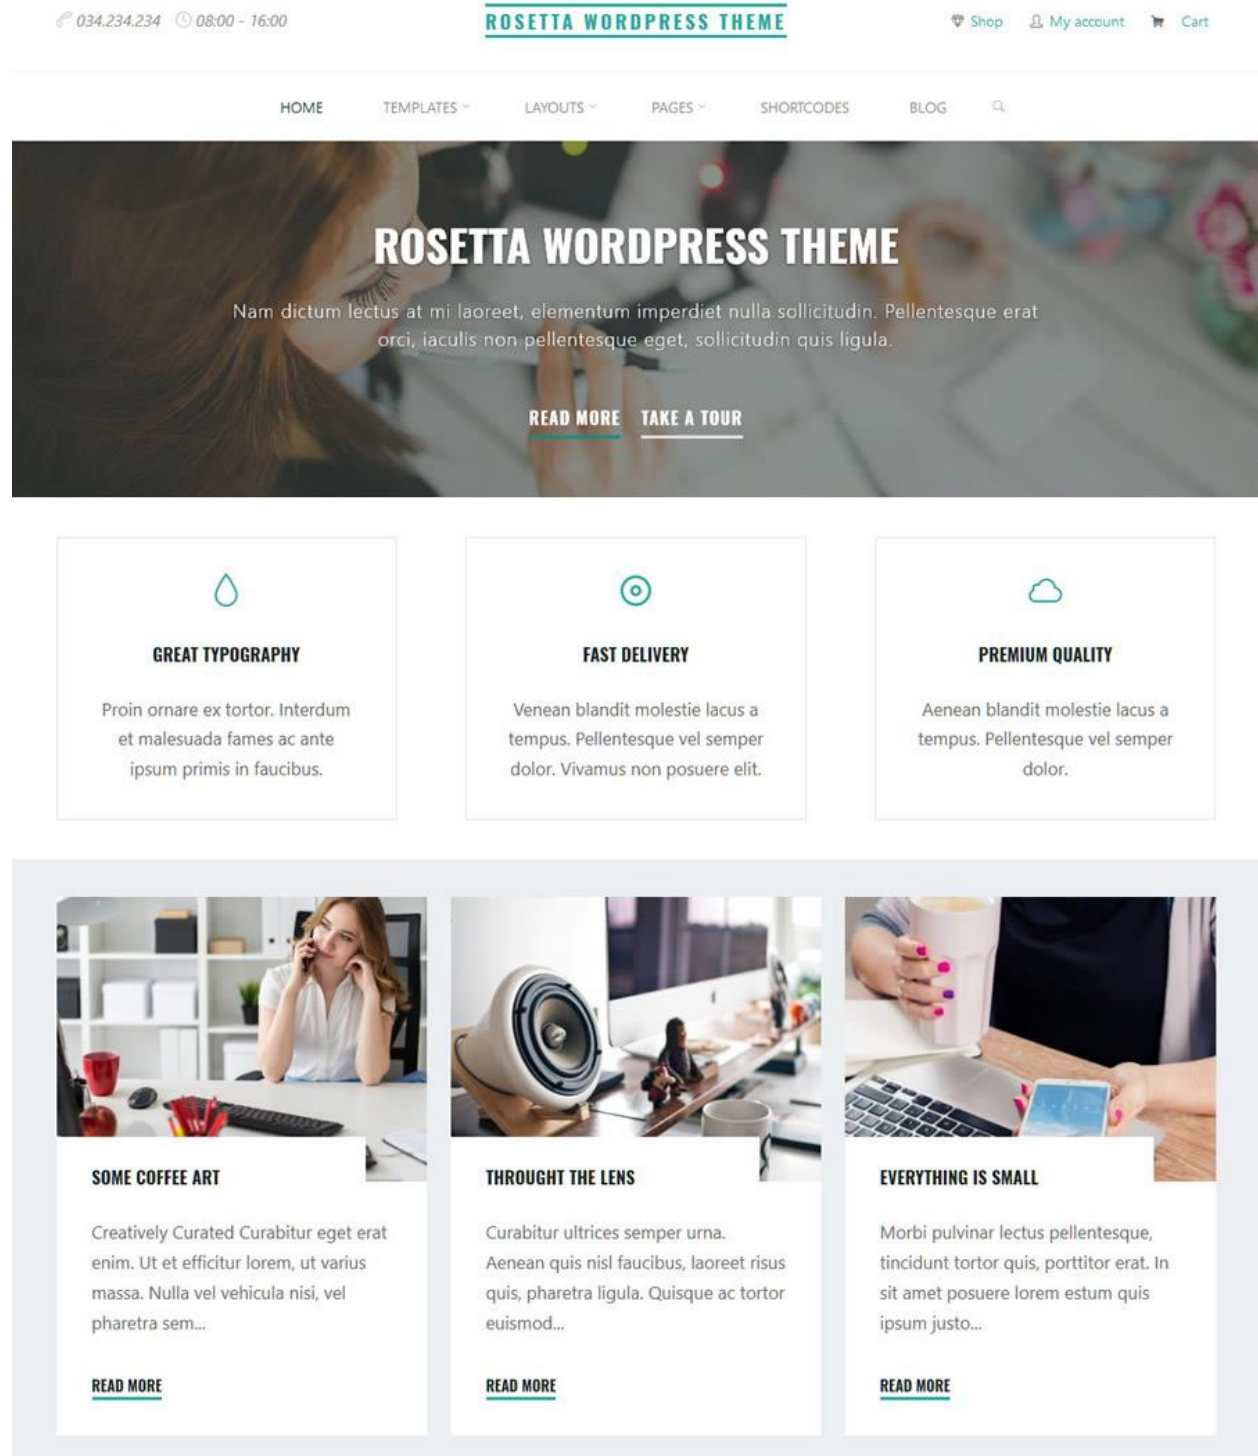 034.234.234 08:00 - 16:00
ROSETTA WORDPRESS THEME
Shop My account Cart
HOME TEMPLATES LAYOUTS PAGES SHORTCODES BLOG
ROSETTA WORDPRESS THEME
Nam dictum lectus at mi laoreet, elementum imperdiet nulla sollicitudin. Pellentesque erat
orci, iaculis non pellentesque eget, sollicitudin quis ligula.
READ MORE TAKE A TOUR
GREAT TYPOGRAPHY
Proin ornare ex tortor. Interdum
et malesuada fames ac ante
ipsum primis in faucibus.
FAST DELIVERY
Venean blandit molestie lacus a
tempus. Pellentesque vel semper
dolor. Vivamus non posuere elit.
PREMIUM QUALITY
Aenean blandit molestie lacus a
tempus. Pellentesque vel semper
dolor.
SOME COFFEE ART
Creatively Curated Curabitur eget erat
enim. Ut et efficitur lorem, ut varius
massa. Nulla vel vehicula nisi, vel
pharetra sem...
READ MORE
THROUGHT THE LENS
Curabitur ultrices semper urna.
Aenean quis nisl faucibus, laoreet risus
quis, pharetra ligula. Quisque ac tortor
euismod...
READ MORE
EVERYTHING IS SMALL
Morbi pulvinar lectus pellentesque,
tincidunt tortor quis, porttitor erat. In
sit amet posuere lorem estum quis
ipsum justo...
READ MORE